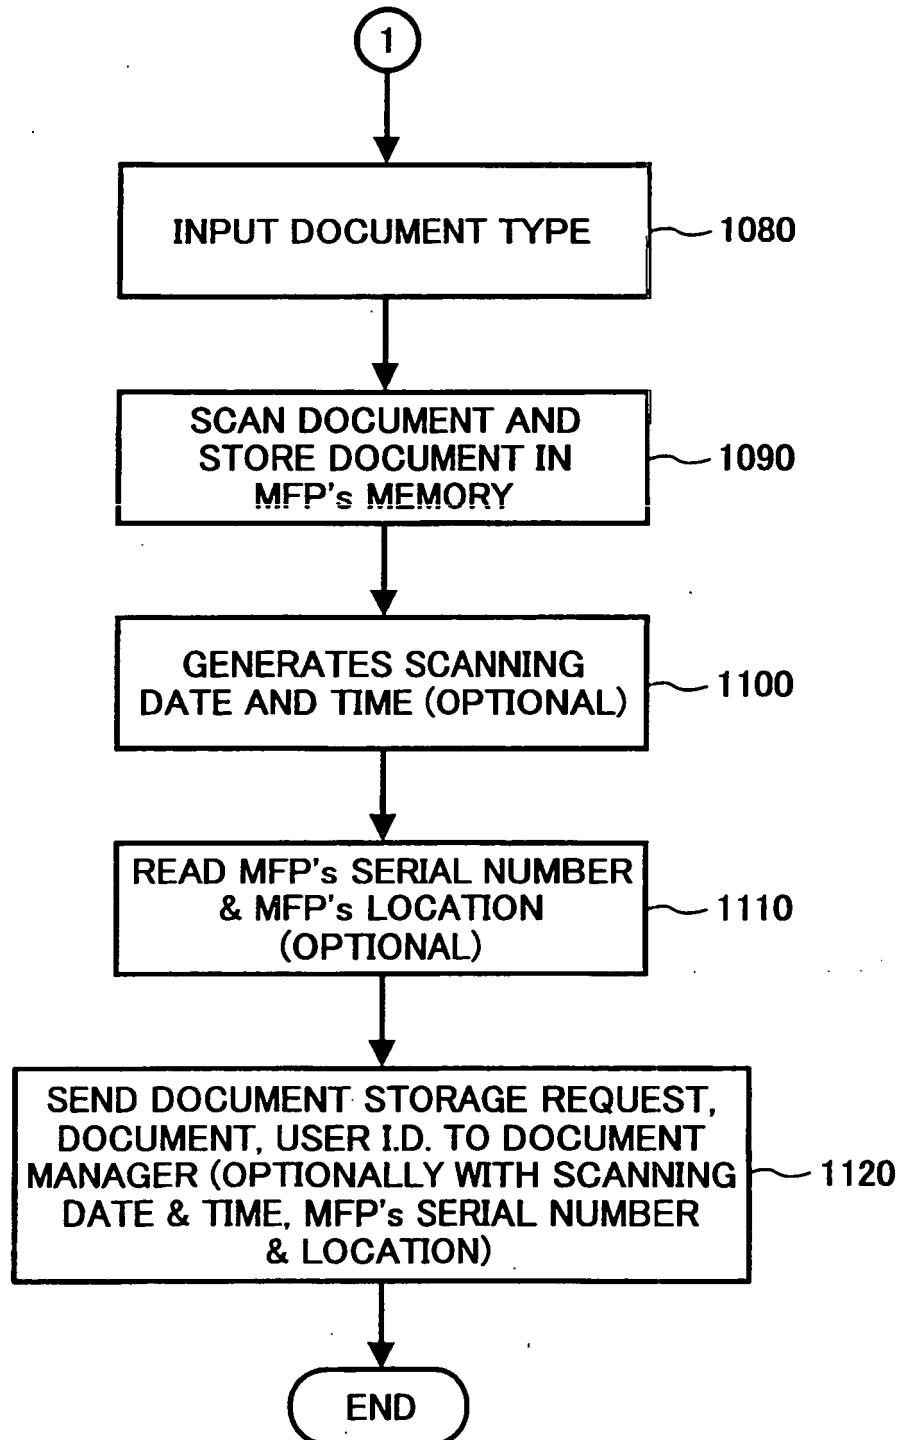 1
INPUT DOCUMENT TYPE
1080
SCAN DOCUMENT AND
STORE DOCUMENT IN
MFP's MEMORY
1090
GENERATES SCANNING
DATE AND TIME (OPTIONAL)
1100
READ MFP's SERIAL NUMBER
& MFP's LOCATION
(OPTIONAL)
1110
SEND DOCUMENT STORAGE REQUEST,
DOCUMENT, USER I.D. TO DOCUMENT
MANAGER (OPTIONALLY WITH SCANNING
DATE & TIME, MFP's SERIAL NUMBER
& LOCATION)
1120
END